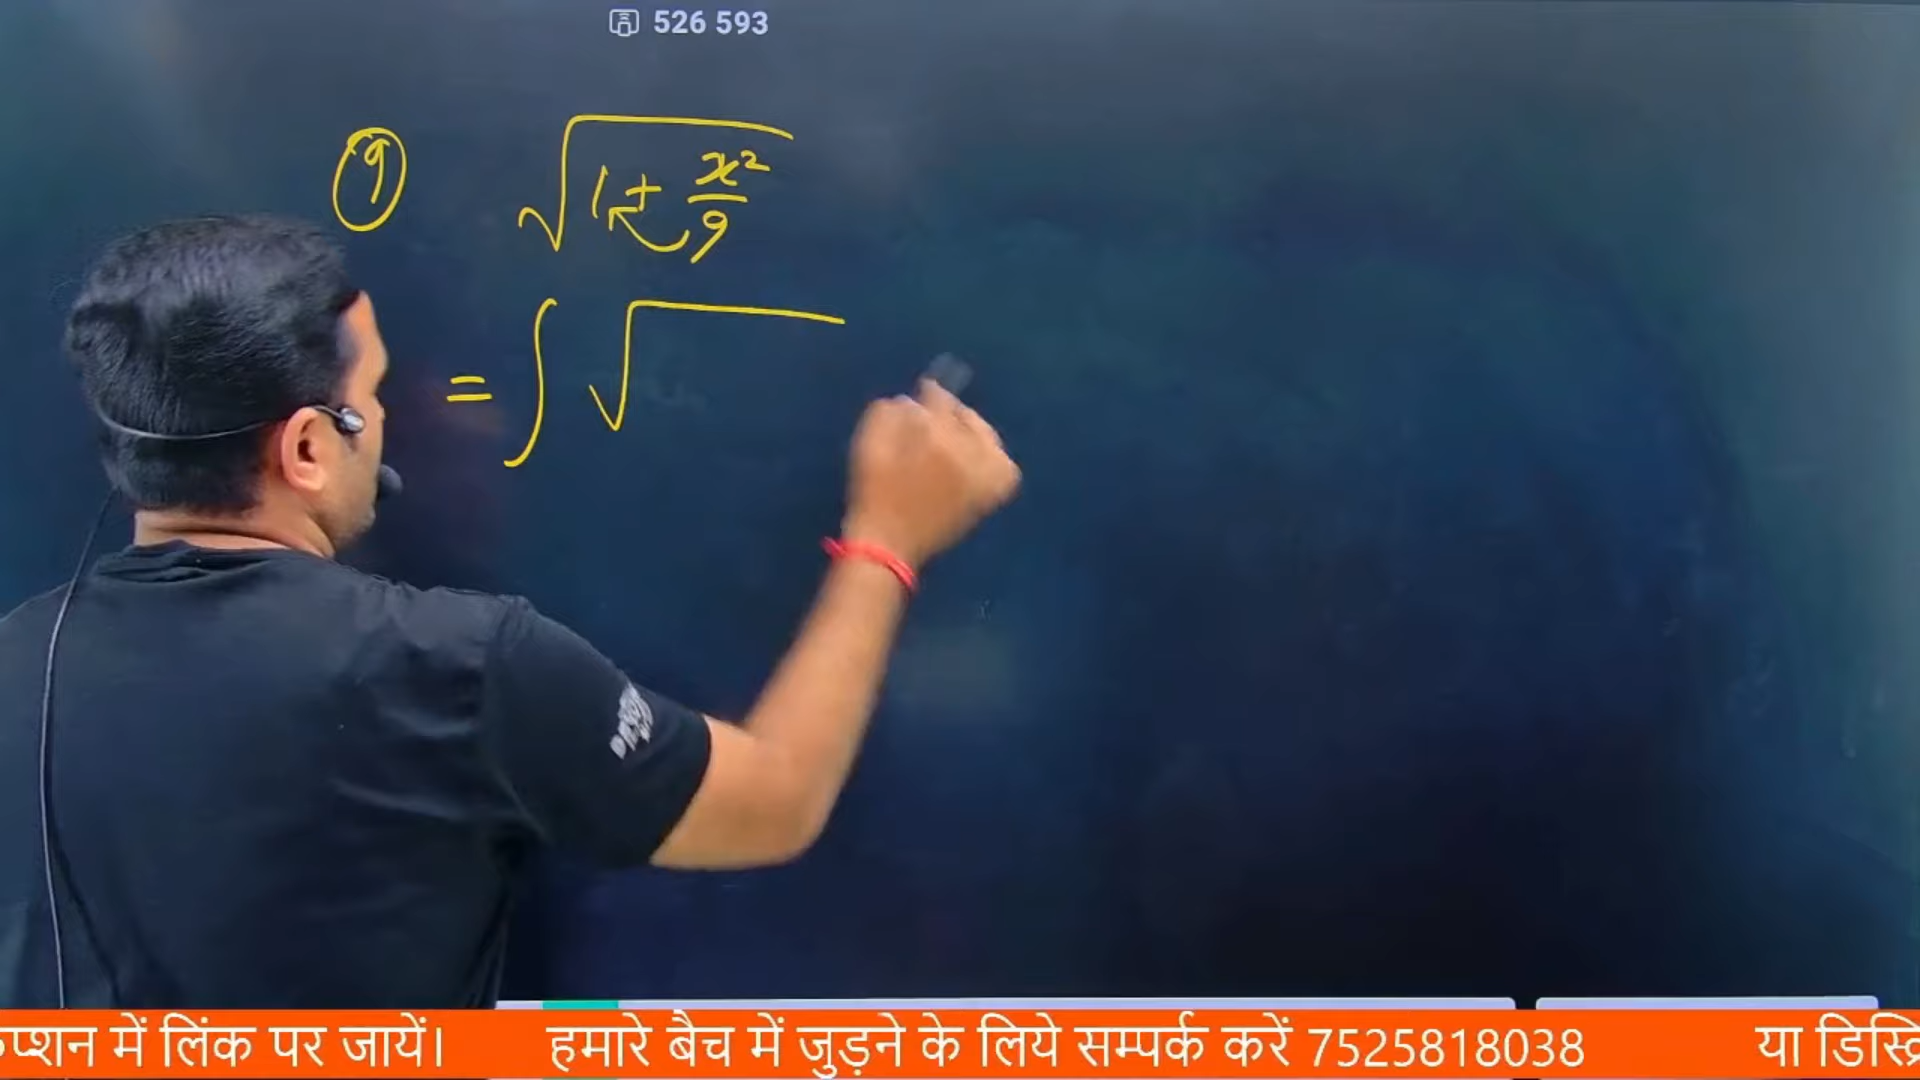 526 593
⑨ √(1 + x²/9)
= ∫ √
प्शन में लिंक पर जायें। हमारे बैच में जुड़ने के लिये सम्पर्क करें 7525818038 या डिस्क्रि